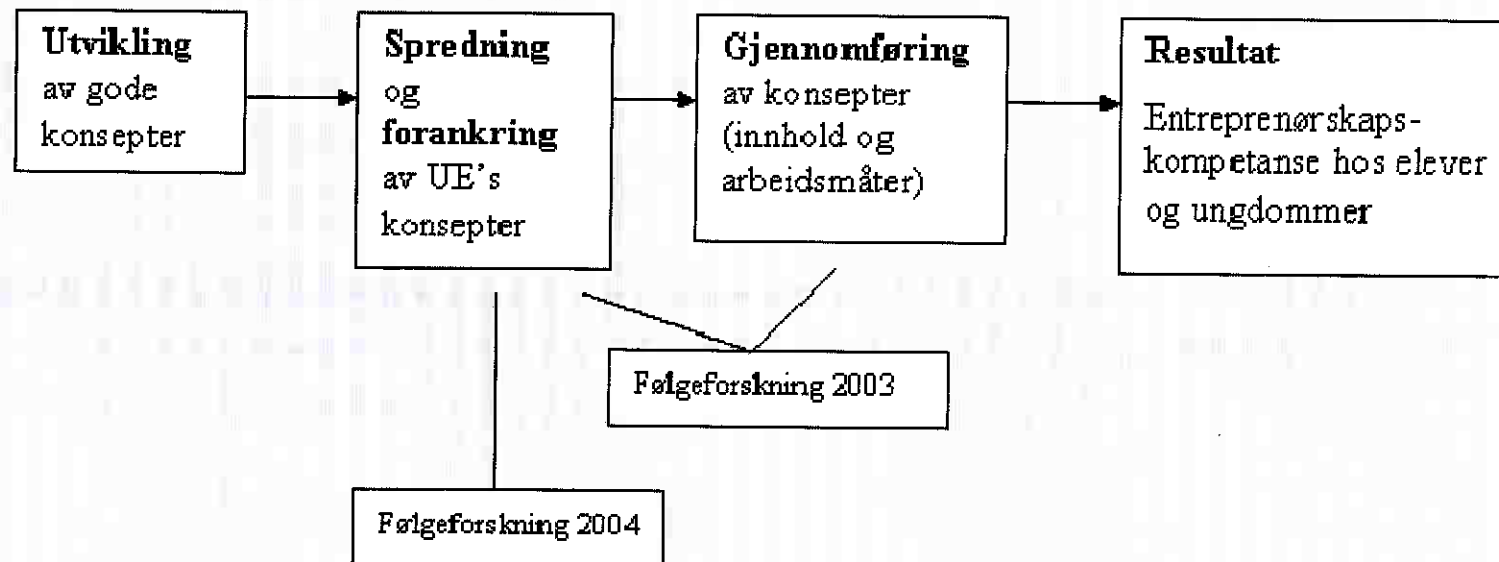 Utvikling
av gode
konsepter
Spredning
og
forankring
av UE's
konsepter
Gjennomføring
av konsepter
(innhold og
arbeidsmåter)
Resultat
Entreprenørskaps-
kompetanse hos elever
og ungdommer
Følgeforskning 2003
Følgeforskning 2004